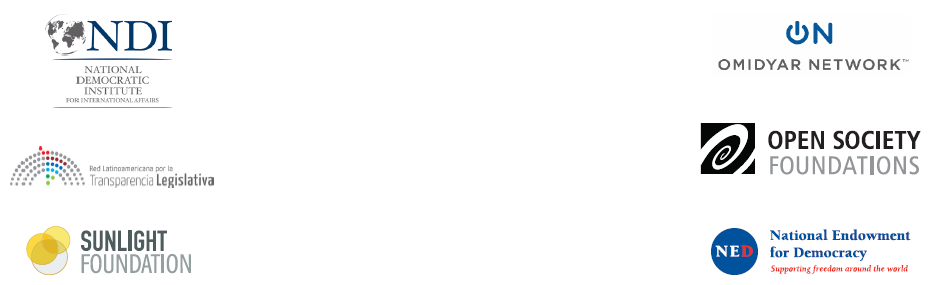 NDI
NATIONAL
DEMOCRATIC
INSTITUTE
FOR INTERNATIONAL AFFAIRS
Red Latinoamericana por la
Transparencia Legislativa
SUNLIGHT
FOUNDATION
ON
OMIDYAR NETWORK™
OPEN SOCIETY
FOUNDATIONS
NED
National Endowment
for Democracy
Supporting freedom around the world